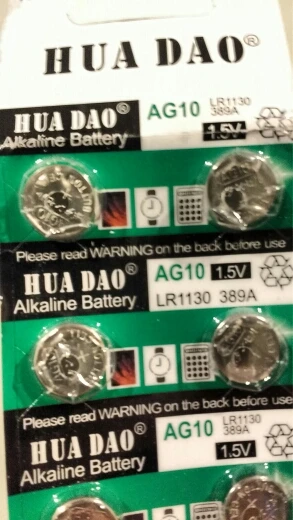 HUA DAO®
HUA DAO® AG10 LR1130
389A
Alkaline Battery 1.5V
Please read WARNING on the back before use
HUA DAO® AG10 1.5V
Alkaline Battery LR1130 389A
Please read WARNING on the back before use
HUA DAO® AG10 LR1130
389A
Alkaline Battery 1.5V